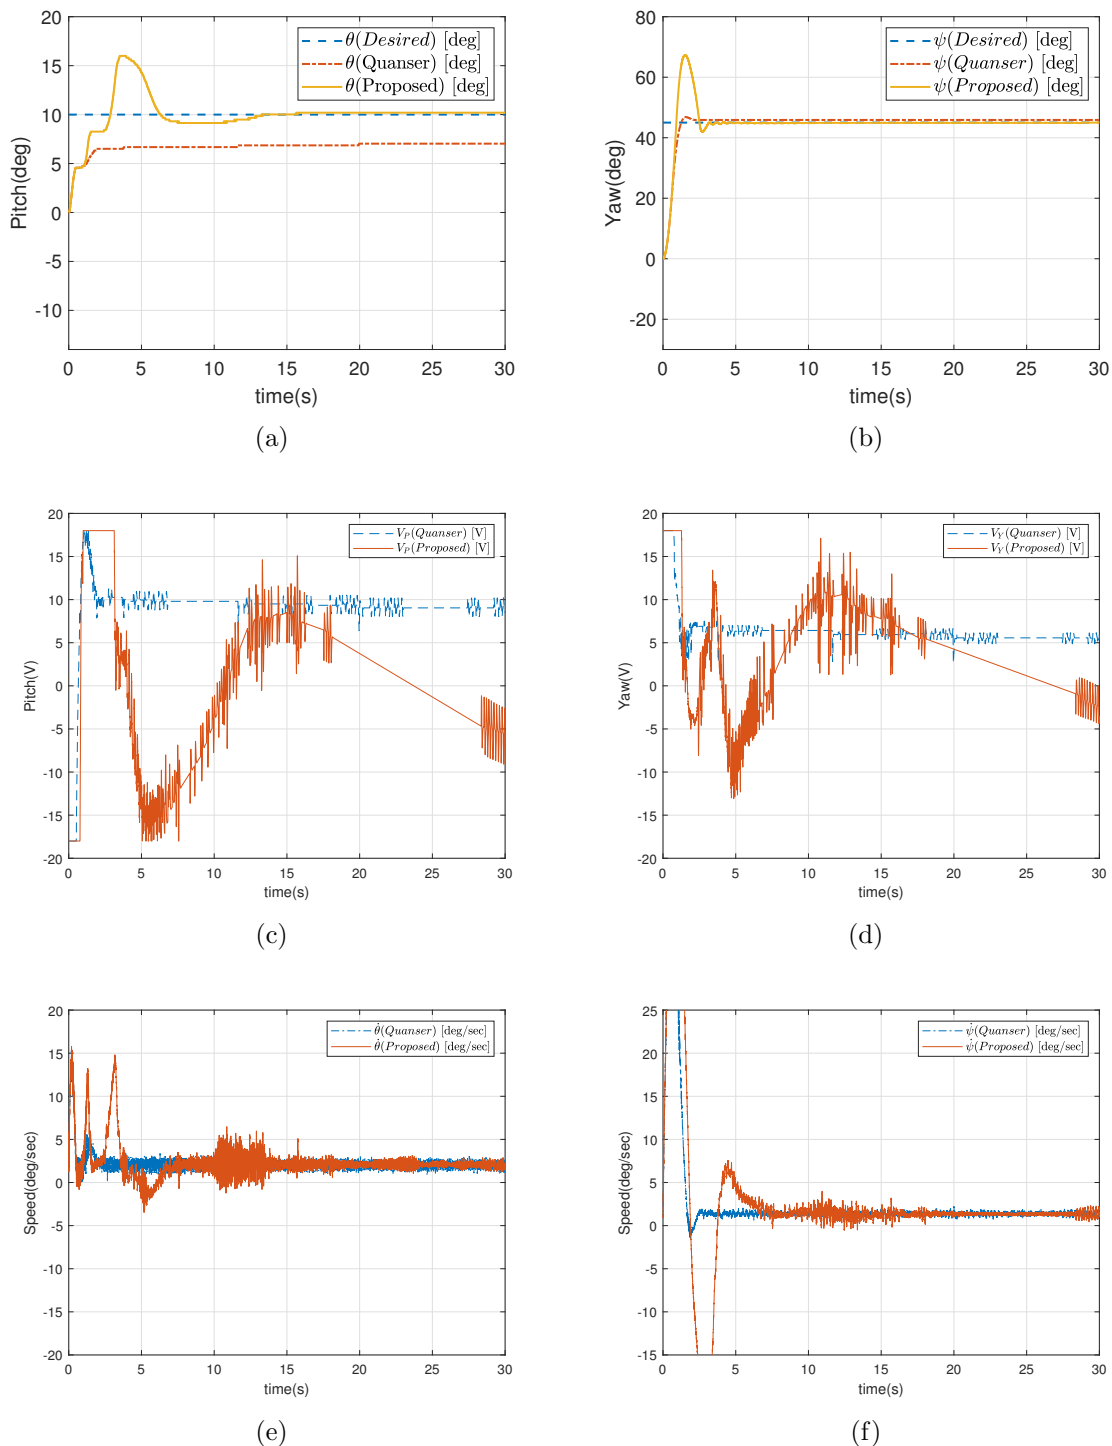 20
15
10
5
0
-5
-10
Pitch(deg)
θ(Desired) [deg]
θ(Quanser) [deg]
θ(Proposed) [deg]
0 5 10 15 20 25 30
time(s)
(a)
80
60
40
20
0
-20
Yaw(deg)
ψ(Desired) [deg]
ψ(Quanser) [deg]
ψ(Proposed) [deg]
0 5 10 15 20 25 30
time(s)
(b)
20
15
10
5
0
-5
-10
-15
-20
Pitch(V)
V_P(Quanser) [V]
V_P(Proposed) [V]
0 5 10 15 20 25 30
time(s)
(c)
20
15
10
5
0
-5
-10
-15
-20
Yaw(V)
V_Y(Quanser) [V]
V_Y(Proposed) [V]
0 5 10 15 20 25 30
time(s)
(d)
20
15
10
5
0
-5
-10
-15
-20
Speed(deg/sec)
θ̇(Quanser) [deg/sec]
θ̇(Proposed) [deg/sec]
0 5 10 15 20 25 30
time(s)
(e)
25
20
15
10
5
0
-5
-10
-15
Speed(deg/sec)
ψ̇(Quanser) [deg/sec]
ψ̇(Proposed) [deg/sec]
0 5 10 15 20 25 30
time(s)
(f)